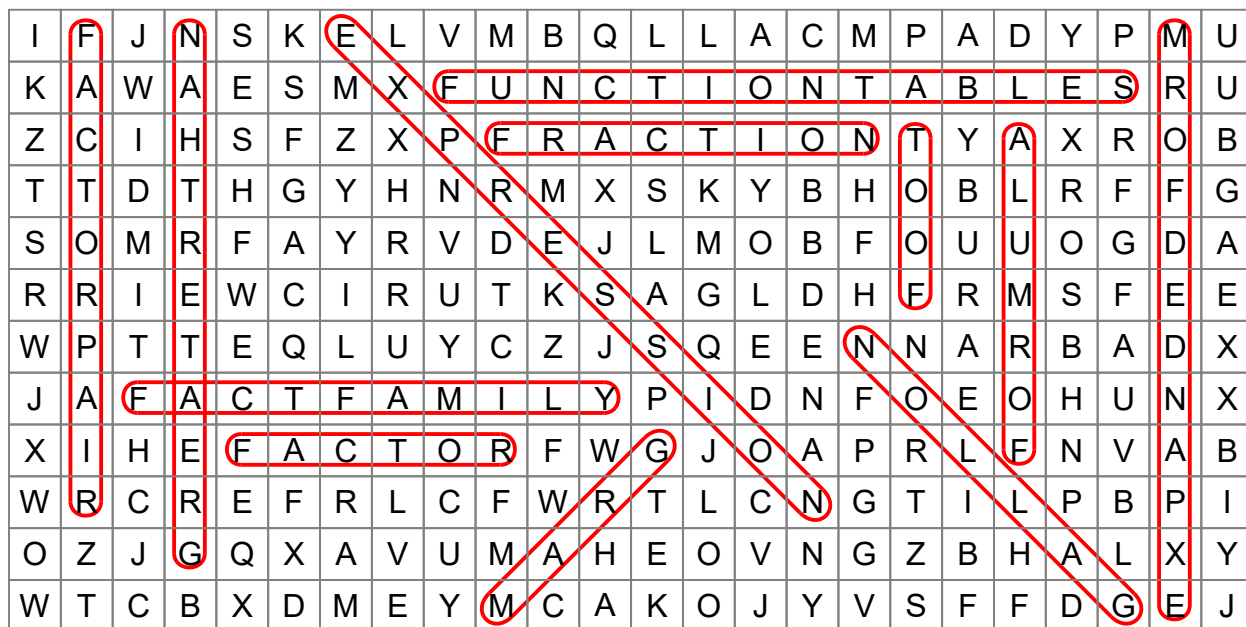 I F J N S K E L V M B Q L L A C M P A D Y P M U
K A W A E S M X F U N C T I O N T A B L E S R U
Z C I H S F Z X P F R A C T I O N T Y A X R O B
T T D T H G Y H N R M X S K Y B H O B L R F F G
S O M R F A Y R V D E J L M O B F O U U O G D A
R R I E W C I R U T K S A G L D H F R M S F E E
W P T T E Q L U Y C Z J S Q E E N N A R B A D X
J A F A C T F A M I L Y P I D N F O E O H U N X
X I H E F A C T O R F W G J O A P R L F N V A B
W R C R E F R L C F W R T L C N G T I L P B P I
O Z J G Q X A V U M A H E O V N G Z B H A L X Y
W T C B X D M E Y M C A K O J Y V S F F D G E J